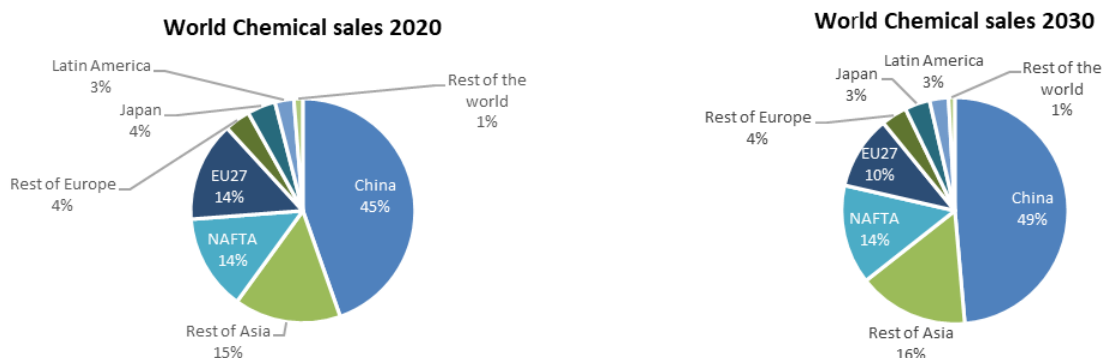 World Chemical sales 2020
Latin America
3%
Rest of the
world
1%
Japan
4%
Rest of Europe
4%
EU27
14%
China
45%
NAFTA
14%
Rest of Asia
15%
World Chemical sales 2030
Latin America
3%
Rest of the
world
1%
Japan
3%
Rest of Europe
4%
EU27
10%
China
49%
NAFTA
14%
Rest of Asia
16%